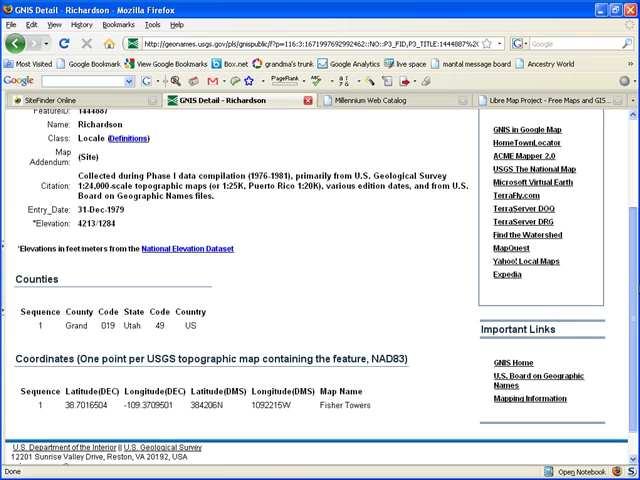 GNIS Detail - Richardson - Mozilla Firefox
File Edit View History Bookmarks Tools Help
http://geonames.usgs.gov/pls/gnispublic/f?p=116:3:1671997692992462::NO::P3_FID,P3_TITLE:1444887%
Google
Most Visited Google Bookmark View Google Bookmarks Box.net grandma's trunk Google Analytics live space mantal message board Ancestry World
Google PageRank
SiteFinder Online GNIS Detail - Richardson Millennium Web Catalog Libre Map Project - Free Maps and GIS...
FeatureID: 1444887
Name: Richardson
Class: Locale (Definitions)
Map Addendum: (Site)
Citation: Collected during Phase I data compilation (1976-1981), primarily from U.S. Geological Survey
1:24,000-scale topographic maps (or 1:25K, Puerto Rico 1:20K), various edition dates, and from U.S.
Board on Geographic Names files.
Entry_Date: 31-Dec-1979
*Elevation: 4213/1284
*Elevations in feet/meters from the National Elevation Dataset
Counties
Sequence County Code State Code Country
1 Grand 019 Utah 49 US
Coordinates (One point per USGS topographic map containing the feature, NAD83)
Sequence Latitude(DEC) Longitude(DEC) Latitude(DMS) Longitude(DMS) Map Name
1 38.7016504 -109.3709501 384206N 1092215W Fisher Towers
GNIS in Google Map
HomeTownLocator
ACME Mapper 2.0
USGS The National Map
Microsoft Virtual Earth
TerraFly.com
TerraServer DOQ
TerraServer DRG
Find the Watershed
MapQuest
Yahoo! Local Maps
Expedia
Important Links
GNIS Home
U.S. Board on Geographic
Names
Mapping Information
U.S. Department of the Interior || U.S. Geological Survey
12201 Sunrise Valley Drive, Reston, VA 20192, USA
Done Open Notebook